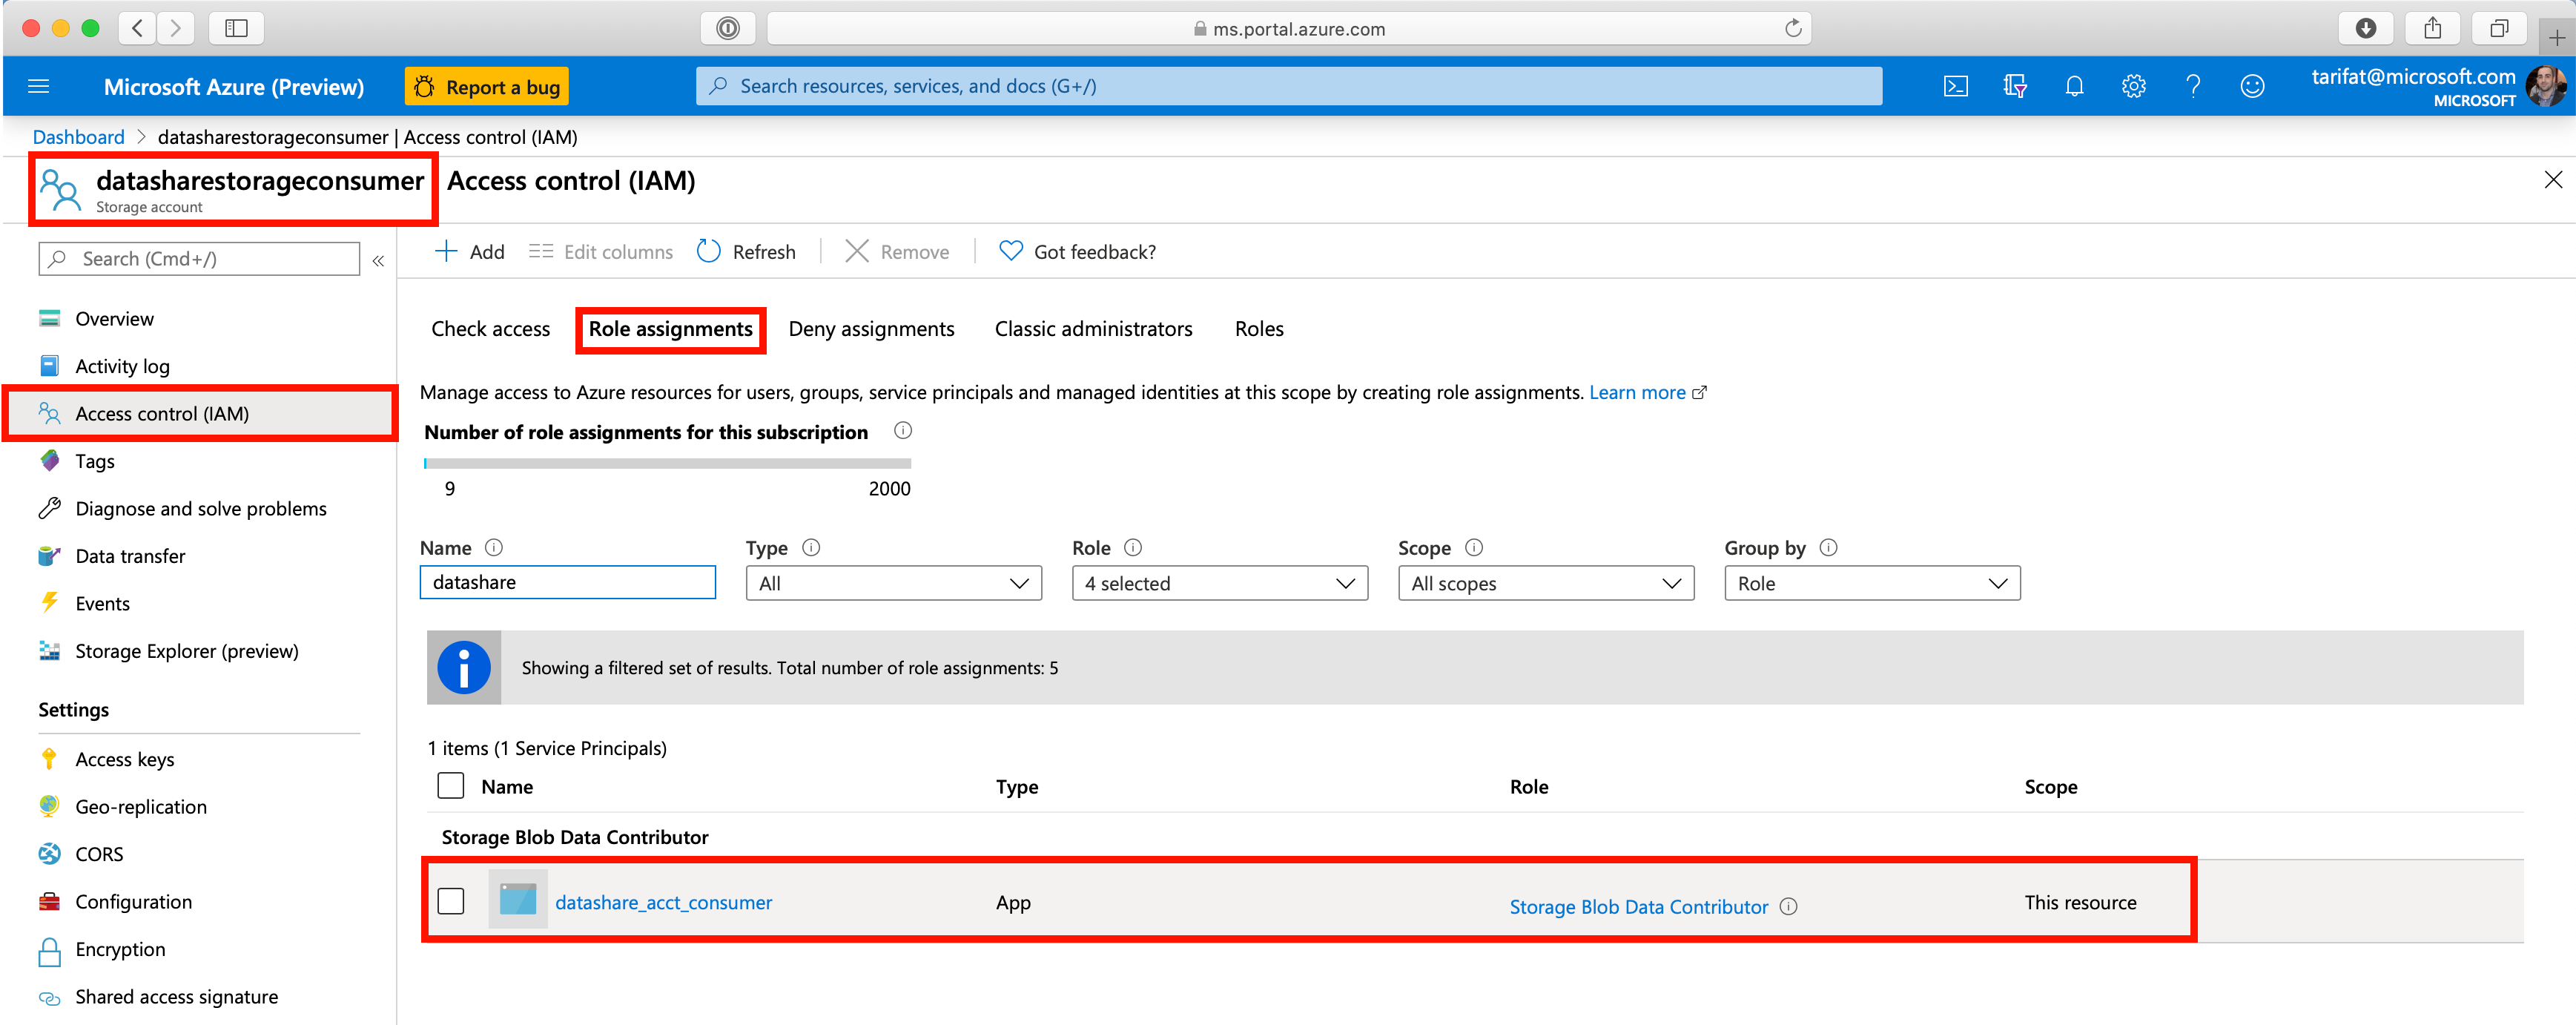 ms.portal.azure.com
Microsoft Azure (Preview)
Report a bug
Search resources, services, and docs (G+/)
tarifat@microsoft.com
MICROSOFT
Dashboard > datasharestorageconsumer | Access control (IAM)
datasharestorageconsumer
Access control (IAM)
Storage account
Search (Cmd+/)
«
Overview
Activity log
Access control (IAM)
Tags
Diagnose and solve problems
Data transfer
Events
Storage Explorer (preview)
Settings
Access keys
Geo-replication
CORS
Configuration
Encryption
Shared access signature
Add
Edit columns
Refresh
Remove
Got feedback?
Check access
Role assignments
Deny assignments
Classic administrators
Roles
Manage access to Azure resources for users, groups, service principals and managed identities at this scope by creating role assignments. Learn more
Number of role assignments for this subscription
9
2000
Name
Type
Role
Scope
Group by
datashare
All
4 selected
All scopes
Role
Showing a filtered set of results. Total number of role assignments: 5
1 items (1 Service Principals)
Name
Type
Role
Scope
Storage Blob Data Contributor
datashare_acct_consumer
App
Storage Blob Data Contributor
This resource